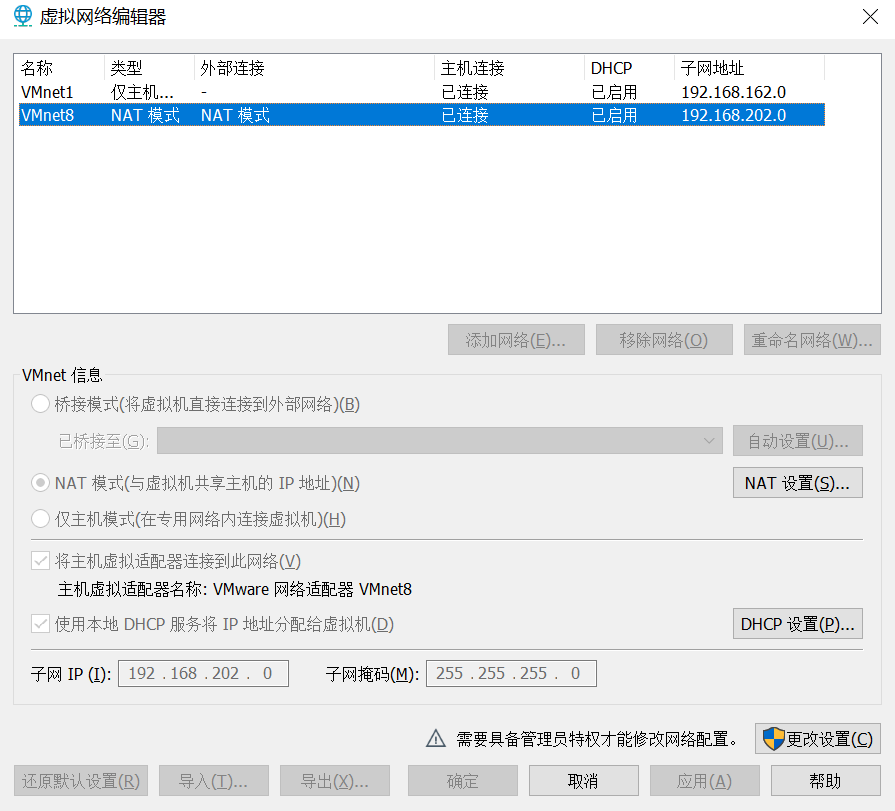 虚拟网络编辑器
名称 类型 外部连接 主机连接 DHCP 子网地址
VMnet1 仅主机... - 已连接 已启用 192.168.162.0
VMnet8 NAT 模式 NAT 模式 已连接 已启用 192.168.202.0
添加网络(E)... 移除网络(O) 重命名网络(W)...
VMnet 信息
桥接模式(将虚拟机直接连接到外部网络)(B)
已桥接至(G): 自动设置(U)...
NAT 模式(与虚拟机共享主机的 IP 地址)(N) NAT 设置(S)...
仅主机模式(在专用网络内连接虚拟机)(H)
将主机虚拟适配器连接到此网络(V)
主机虚拟适配器名称: VMware 网络适配器 VMnet8
使用本地 DHCP 服务将 IP 地址分配给虚拟机(D) DHCP 设置(P)...
子网 IP (I): 192 . 168 . 202 . 0 子网掩码(M): 255 . 255 . 255 . 0
需要具备管理员特权才能修改网络配置。 更改设置(C)
还原默认设置(R) 导入(T)... 导出(X)... 确定 取消 应用(A) 帮助